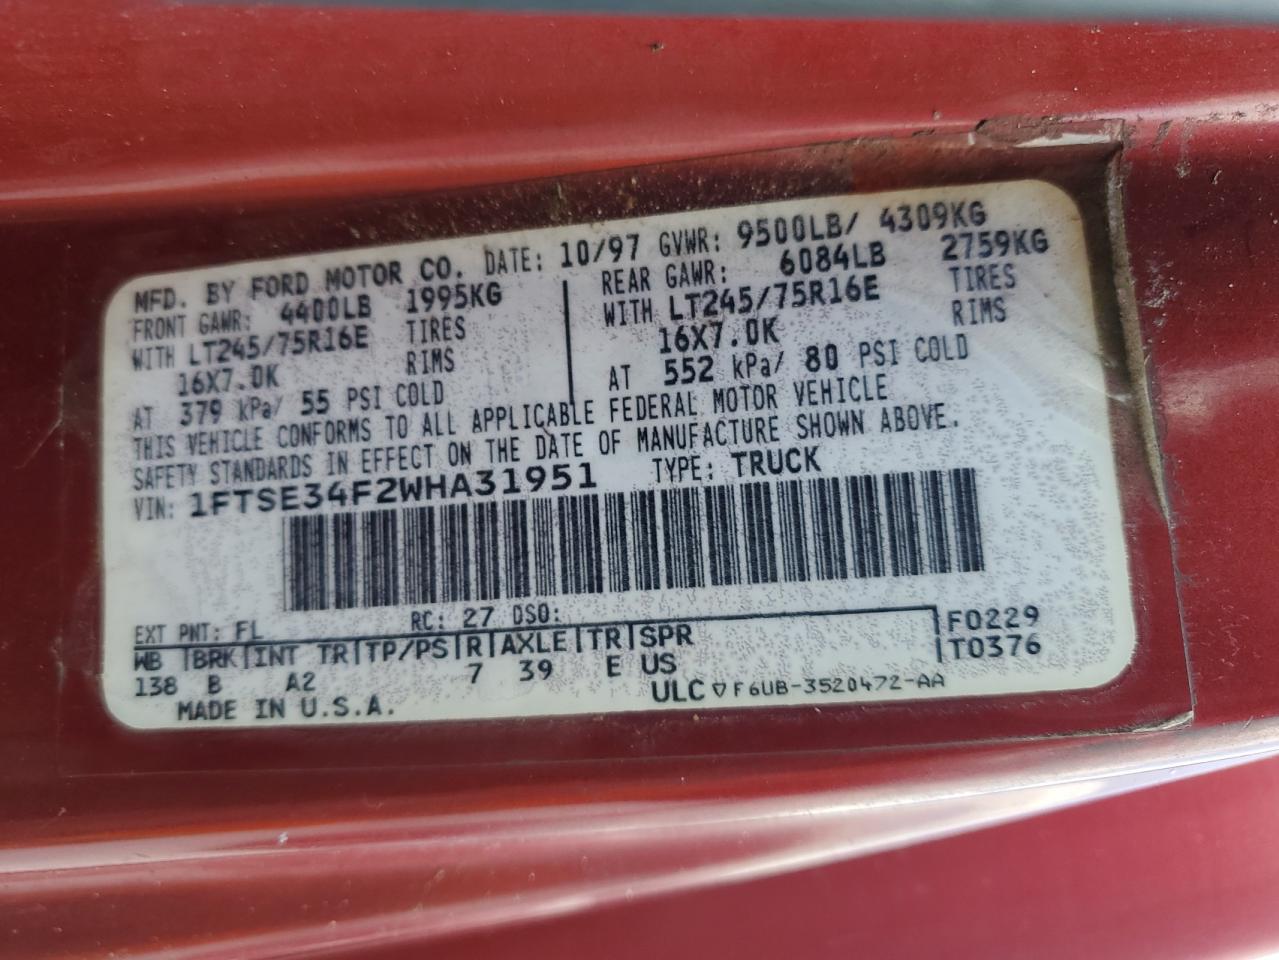 MFD. BY FORD MOTOR CO. DATE: 10/97 GVWR: 9500LB/ 4309KG
FRONT GAWR: 4400LB 1995KG
WITH LT245/75R16E TIRES
16X7.0K RIMS
AT 379 kPa/ 55 PSI COLD
REAR GAWR: 6084LB 2759KG
WITH LT245/75R16E TIRES
16X7.0K RIMS
AT 552 kPa/ 80 PSI COLD
THIS VEHICLE CONFORMS TO ALL APPLICABLE FEDERAL MOTOR VEHICLE
SAFETY STANDARDS IN EFFECT ON THE DATE OF MANUFACTURE SHOWN ABOVE.
VIN: 1FTSE34F2WHA31951 TYPE: TRUCK
EXT PNT: FL RC: 27 DSO:
WB |BRK|INT TR|TP/PS|R|AXLE|TR|SPR
138 B A2 7 39 E US
F0229
T0376
MADE IN U.S.A. ULC ▽ F6UB-3520472-AA